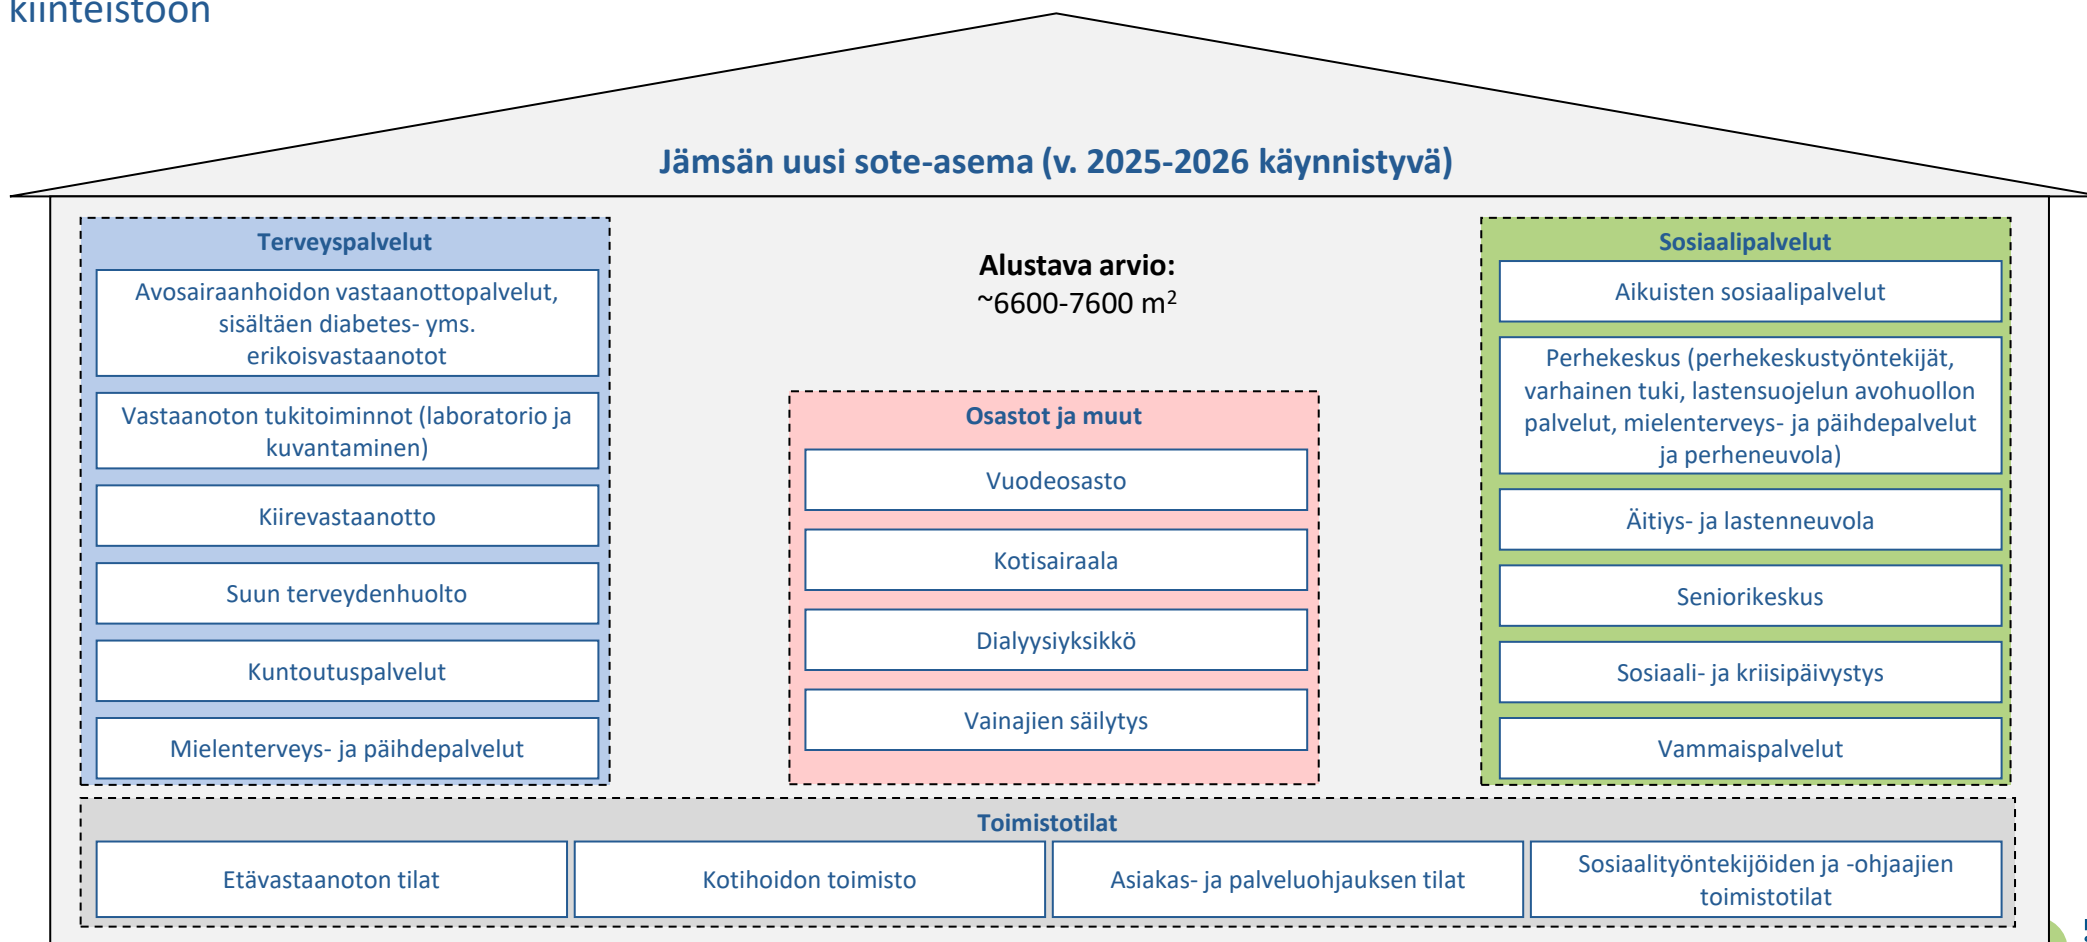 kiinteistöön
Jämsän uusi sote-asema (v. 2025-2026 käynnistyvä)
Terveyspalvelut
Avosairaanhoidon vastaanottopalvelut,
sisältäen diabetes- yms.
erikoisvastaanotot
Vastaanoton tukitoiminnot (laboratorio ja
kuvantaminen)
Kiirevastaanotto
Suun terveydenhuolto
Kuntoutuspalvelut
Mielenterveys- ja päihdepalvelut
Alustava arvio:
~6600-7600 m²
Osastot ja muut
Vuodeosasto
Kotisairaala
Dialyysiyksikkö
Vainajien säilytys
Sosiaalipalvelut
Aikuisten sosiaalipalvelut
Perhekeskus (perhekeskustyöntekijät,
varhainen tuki, lastensuojelun avohuollon
palvelut, mielenterveys- ja päihdepalvelut
ja perheneuvola)
Äitiys- ja lastenneuvola
Seniorikeskus
Sosiaali- ja kriisipäivystys
Vammaispalvelut
Toimistotilat
Etävastaanoton tilat
Kotihoidon toimisto
Asiakas- ja palveluohjauksen tilat
Sosiaalityöntekijöiden ja -ohjaajien
toimistotilat